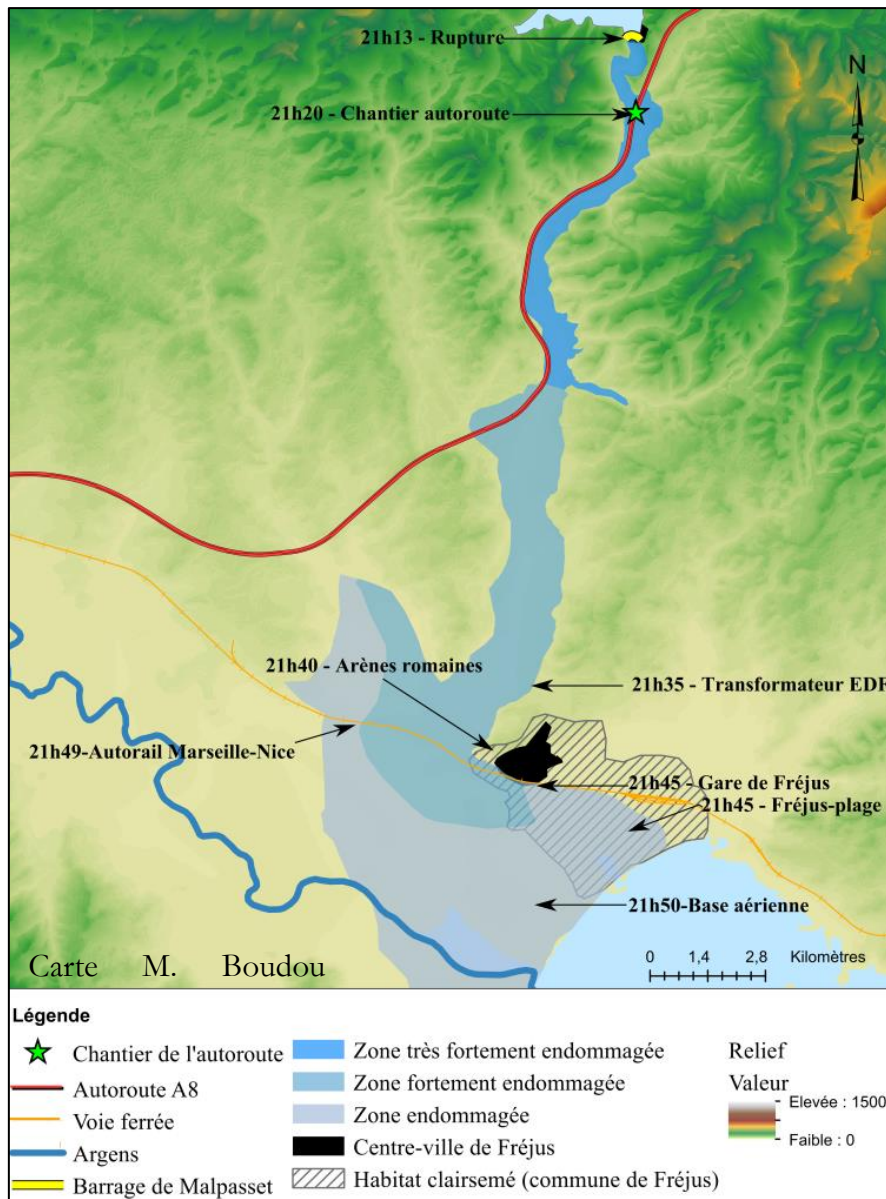 21h13 - Rupture
N
21h20 - Chantier autoroute
21h40 - Arènes romaines
21h35 - Transformateur EDF
21h49-Autorail Marseille-Nice
21h45 - Gare de Fréjus
21h45 - Fréjus-plage
21h50-Base aérienne
Carte M. Boudou
0 1,4 2,8 Kilomètres
Légende
Chantier de l'autoroute
Autoroute A8
Voie ferrée
Argens
Barrage de Malpasset
Zone très fortement endommagée
Zone fortement endommagée
Zone endommagée
Centre-ville de Fréjus
Habitat clairsemé (commune de Fréjus)
Relief
Valeur
Elevée : 1500
Faible : 0